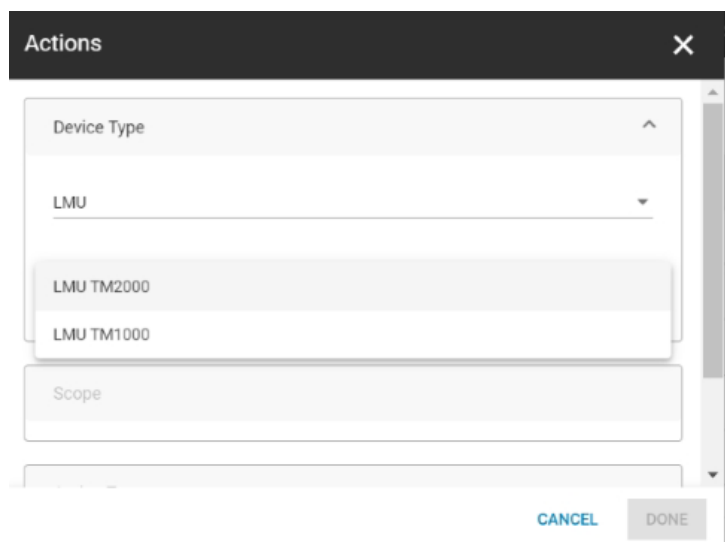 Actions
Device Type
LMU
LMU TM2000
LMU TM1000
Scope
CANCEL
DONE